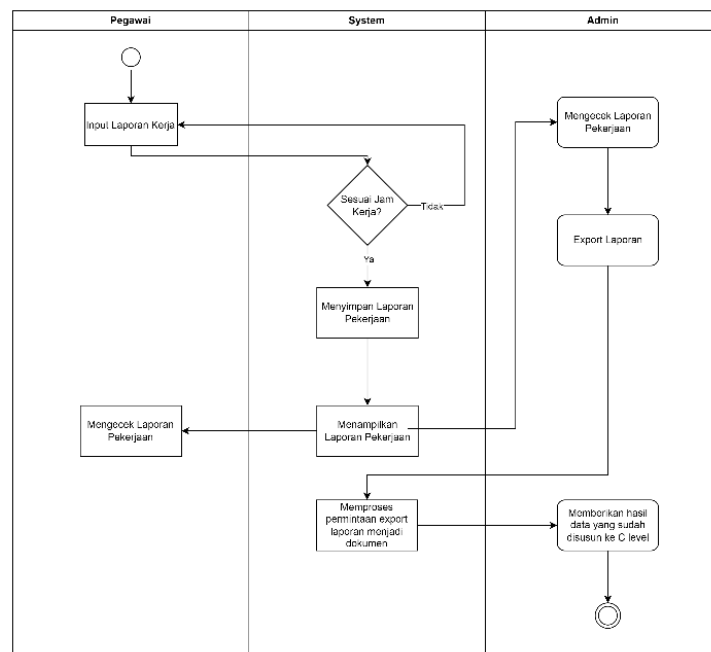 Pegawai
System
Admin
Input Laporan Kerja
Mengecek Laporan
Pekerjaan
Sesuai Jam
Kerja?
Tidak
Export Laporan
Ya
Menyimpan Laporan
Pekerjaan
Mengecek Laporan
Pekerjaan
Menampilkan
Laporan Pekerjaan
Memproses
permintaan export
laporan menjadi
dokumen
Memberikan hasil
data yang sudah
disusun ke C level